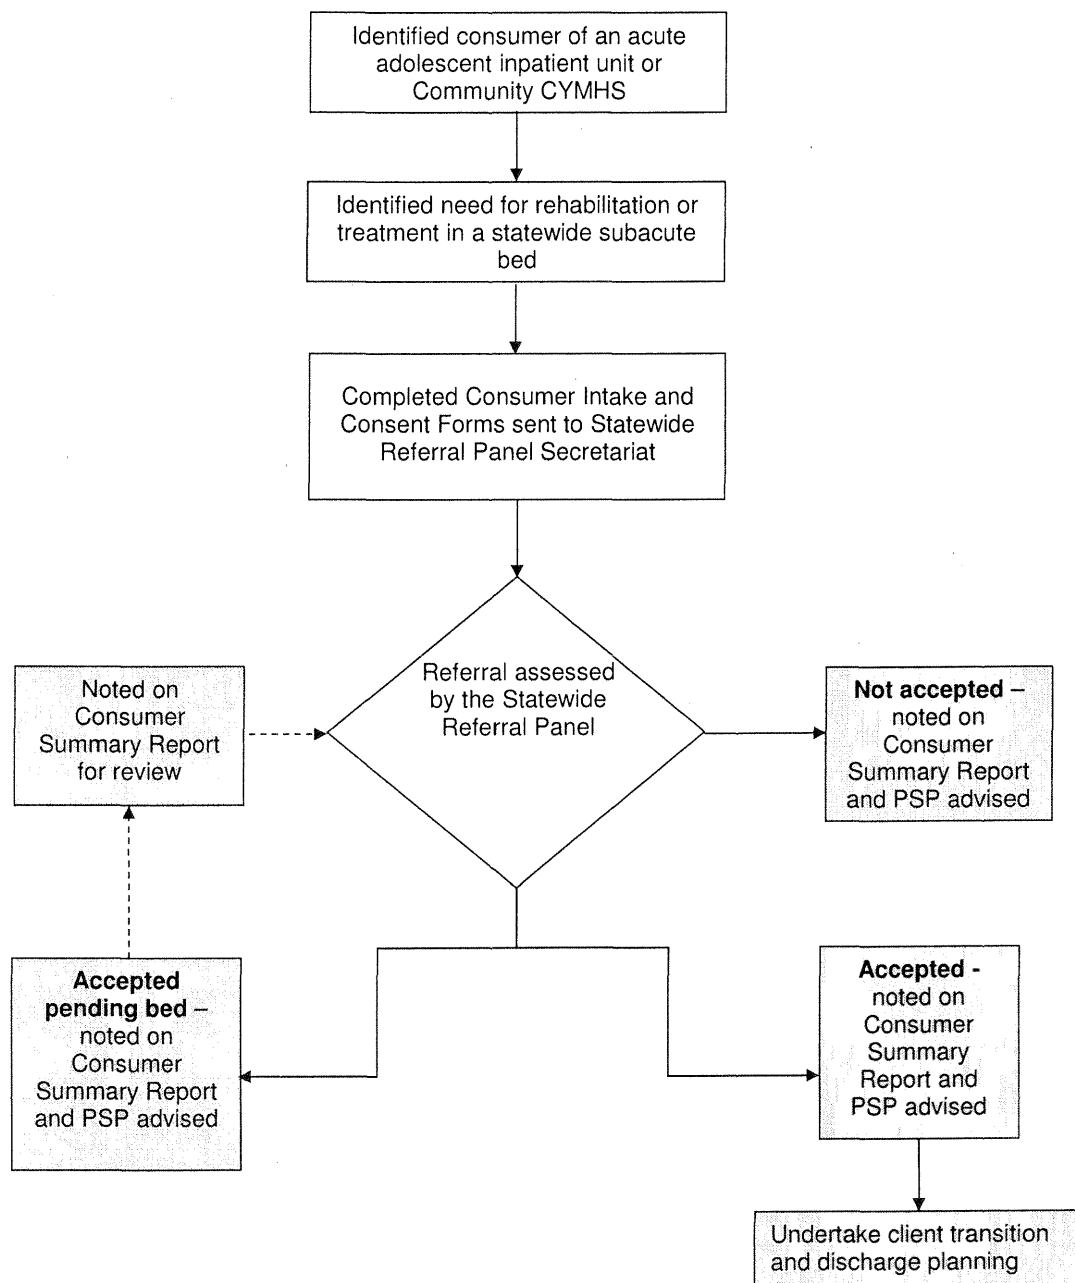 Identified consumer of an acute
adolescent inpatient unit or
Community CYMHS
Identified need for rehabilitation or
treatment in a statewide subacute
bed
Completed Consumer Intake and
Consent Forms sent to Statewide
Referral Panel Secretariat
Referral assessed
by the Statewide
Referral Panel
Noted on
Consumer
Summary Report
for review
Not accepted –
noted on
Consumer
Summary Report
and PSP advised
Accepted
pending bed –
noted on
Consumer
Summary Report
and PSP advised
Accepted -
noted on
Consumer
Summary
Report and
PSP advised
Undertake client transition
and discharge planning